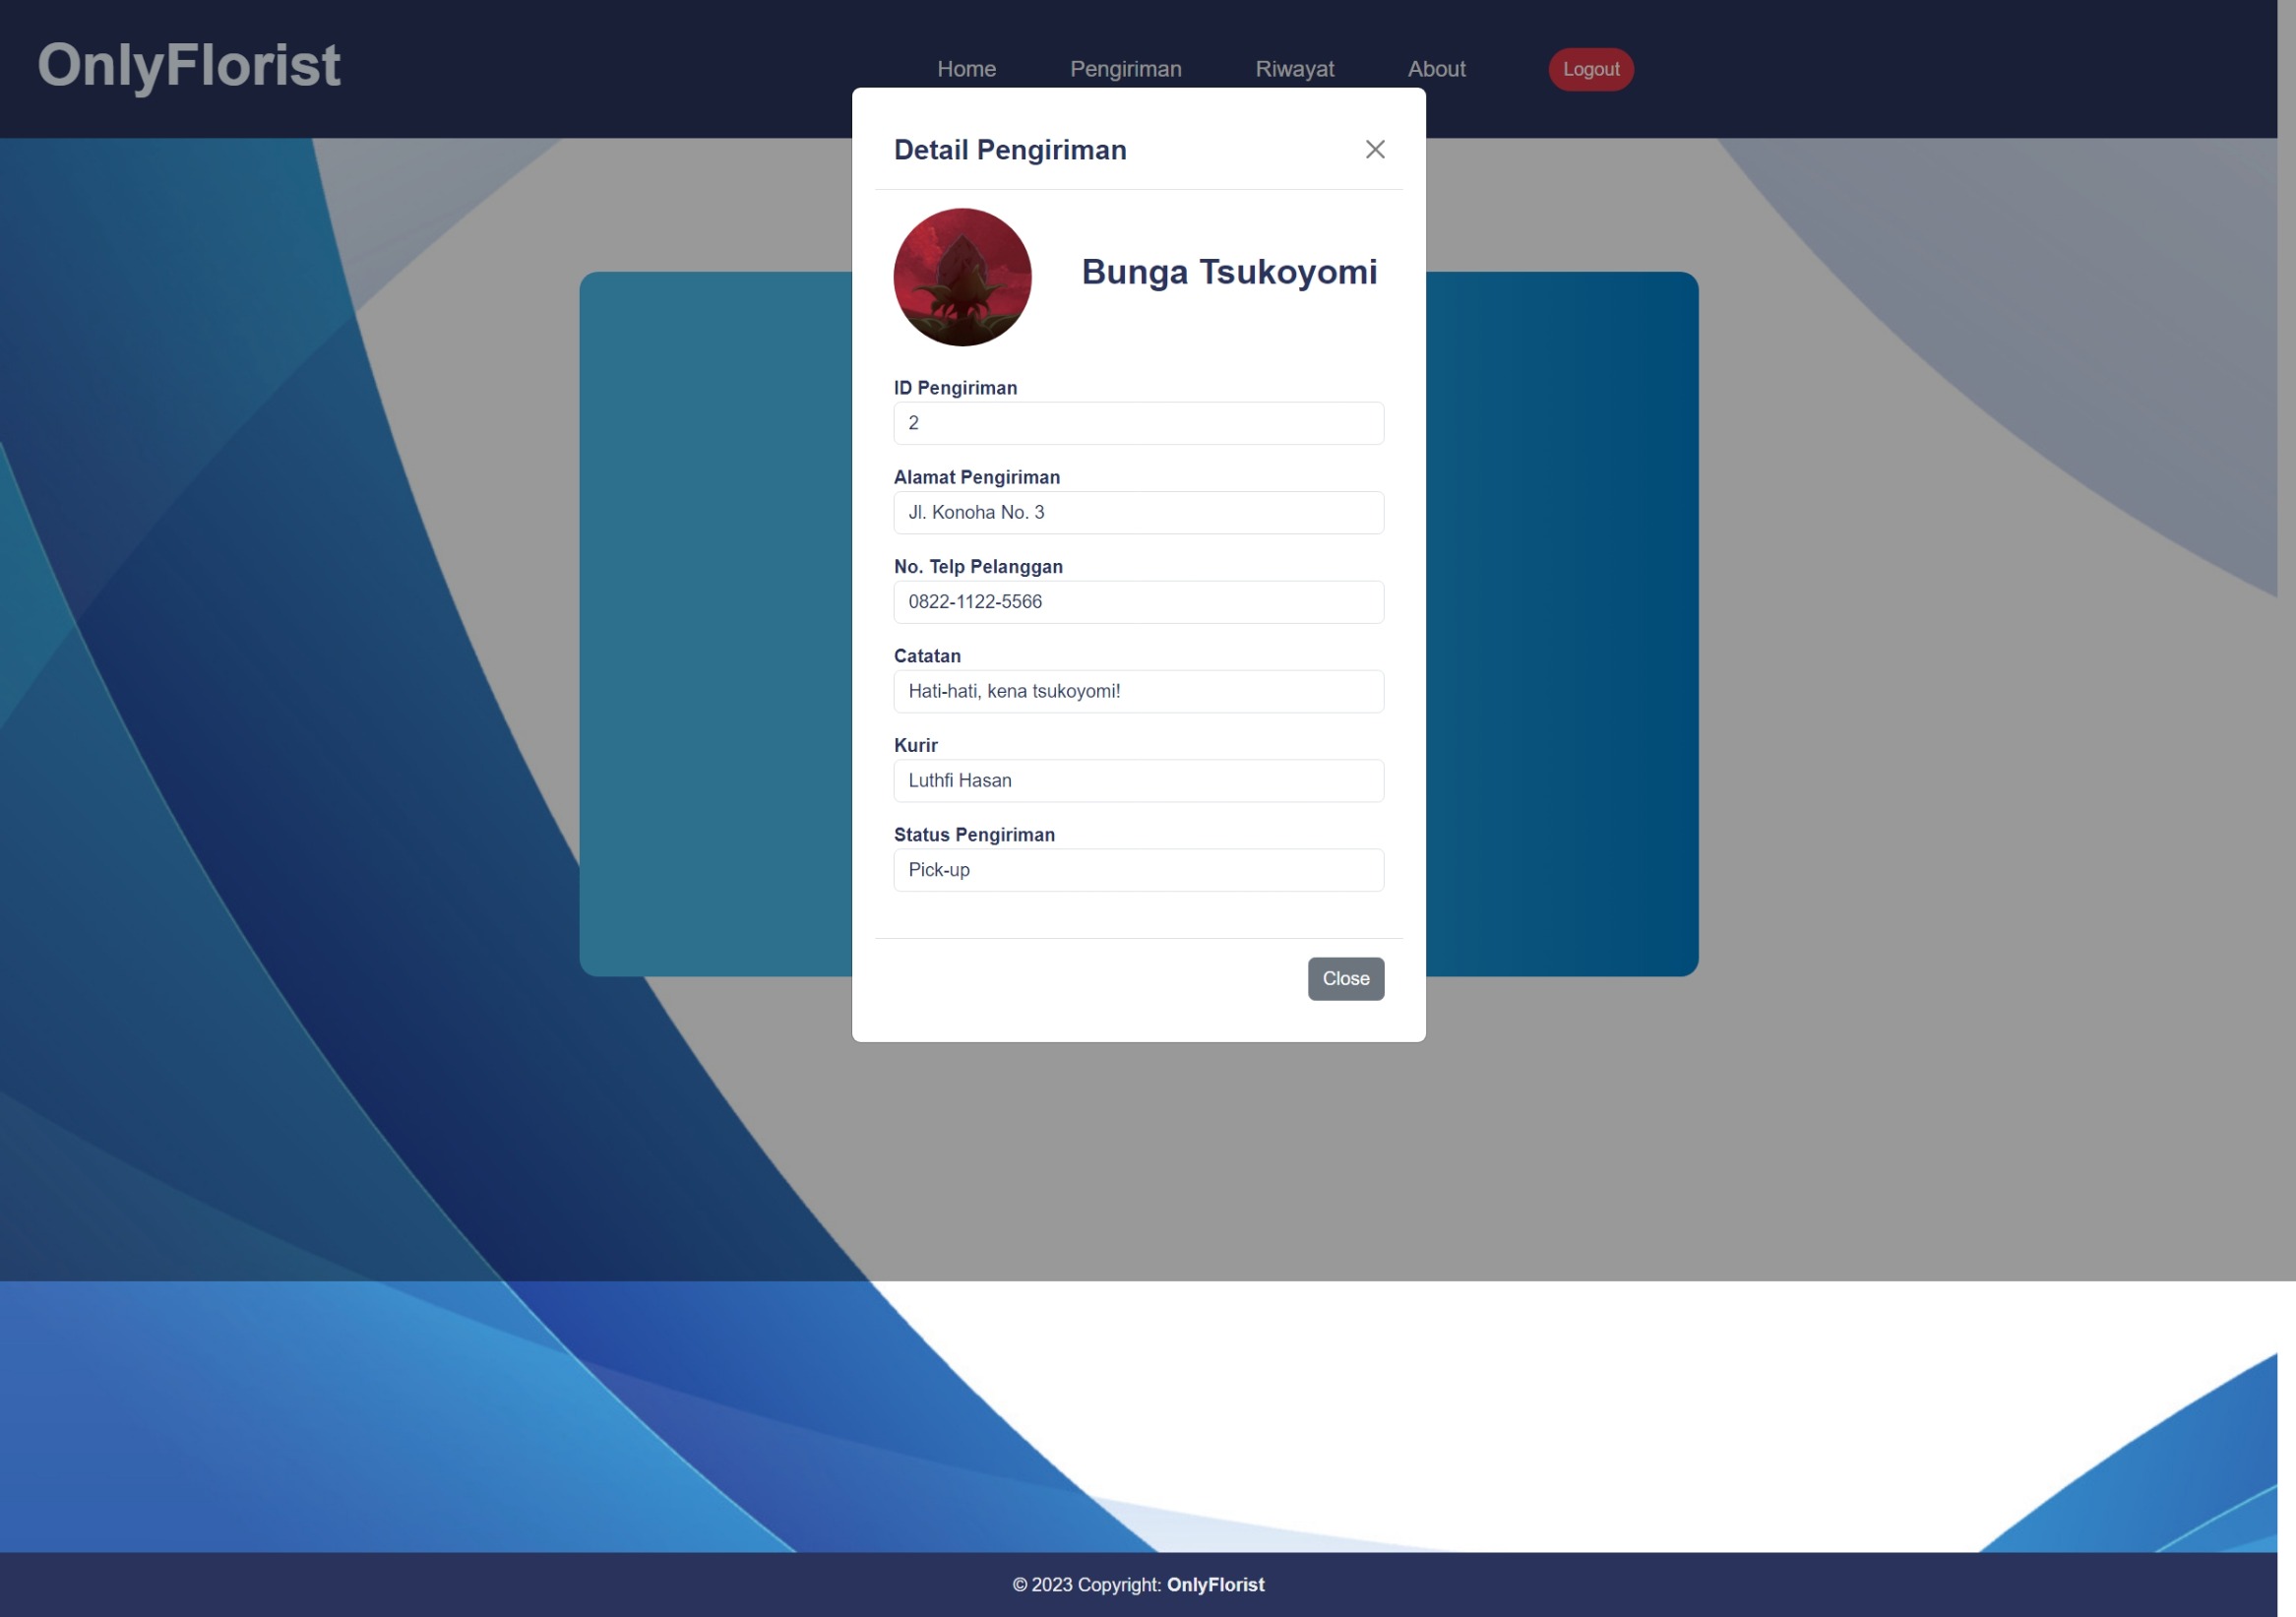 OnlyFlorist
Home Pengiriman Riwayat About Logout
Detail Pengiriman
Bunga Tsukoyomi
ID Pengiriman
2
Alamat Pengiriman
Jl. Konoha No. 3
No. Telp Pelanggan
0822-1122-5566
Catatan
Hati-hati, kena tsukoyomi!
Kurir
Luthfi Hasan
Status Pengiriman
Pick-up
Close
© 2023 Copyright: OnlyFlorist